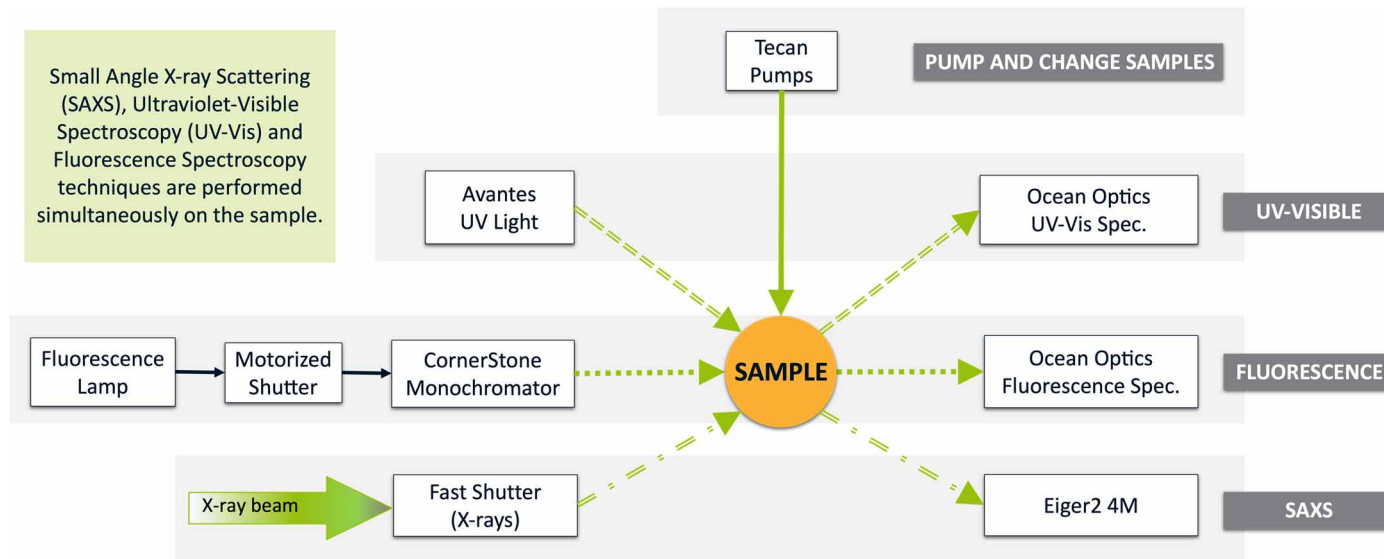 Small Angle X-ray Scattering
(SAXS), Ultraviolet-Visible
Spectroscopy (UV-Vis) and
Fluorescence Spectroscopy
techniques are performed
simultaneously on the sample.
Tecan
Pumps
PUMP AND CHANGE SAMPLES
Avantes
UV Light
Ocean Optics
UV-Vis Spec.
UV-VISIBLE
Fluorescence
Lamp
Motorized
Shutter
CornerStone
Monochromator
SAMPLE
Ocean Optics
Fluorescence Spec.
FLUORESCENCE
X-ray beam
Fast Shutter
(X-rays)
Eiger2 4M
SAXS